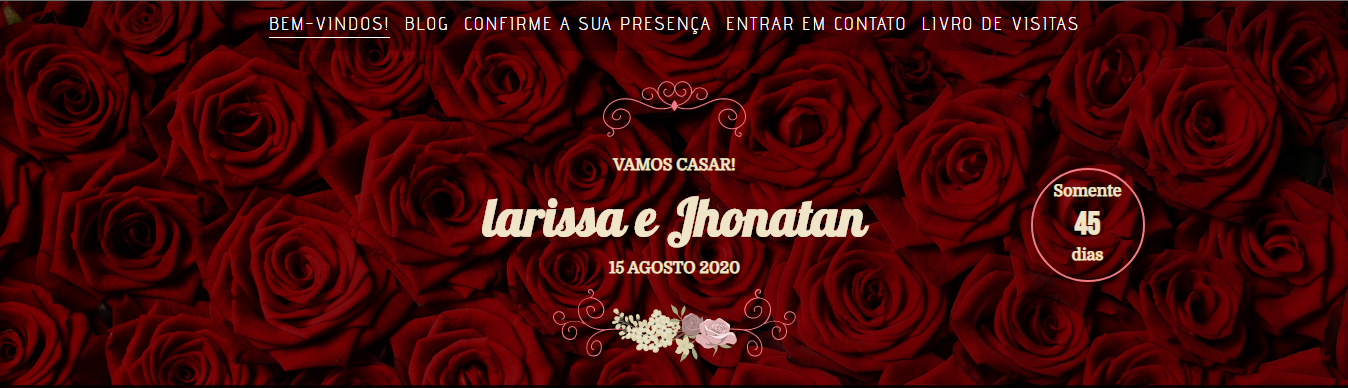 BEM-VINDOS! BLOG CONFIRME A SUA PRESENÇA ENTRAR EM CONTATO LIVRO DE VISITAS
VAMOS CASAR!
larissa e Jhonatan
15 AGOSTO 2020
Somente
45
dias